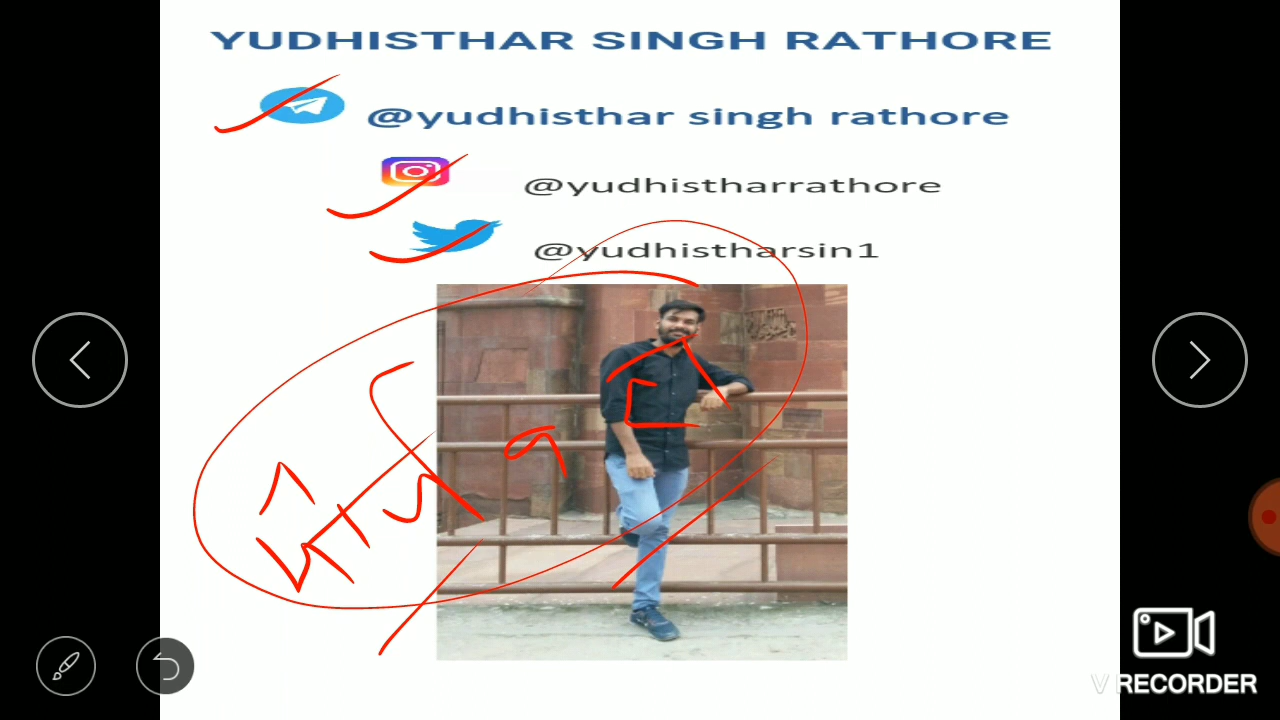 YUDHISTHAR SINGH RATHORE
@yudhisthar singh rathore
@yudhistharrathore
@yudhistharsin1
V RECORDER